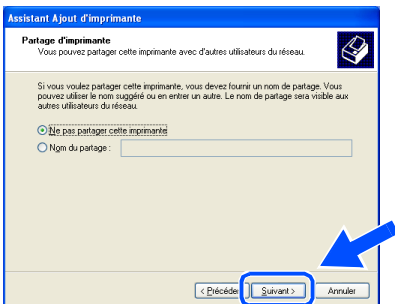 Assistant Ajout d'imprimante
Partage d'imprimante
Vous pouvez partager cette imprimante avec d'autres utilisateurs du réseau.
Si vous voulez partager cette imprimante, vous devez fournir un nom de partage. Vous
pouvez utiliser le nom suggéré ou en entrer un autre. Le nom de partage sera visible aux
autres utilisateurs du réseau.
Ne pas partager cette imprimante
Nom du partage :
< Précéden Suivant > Annuler